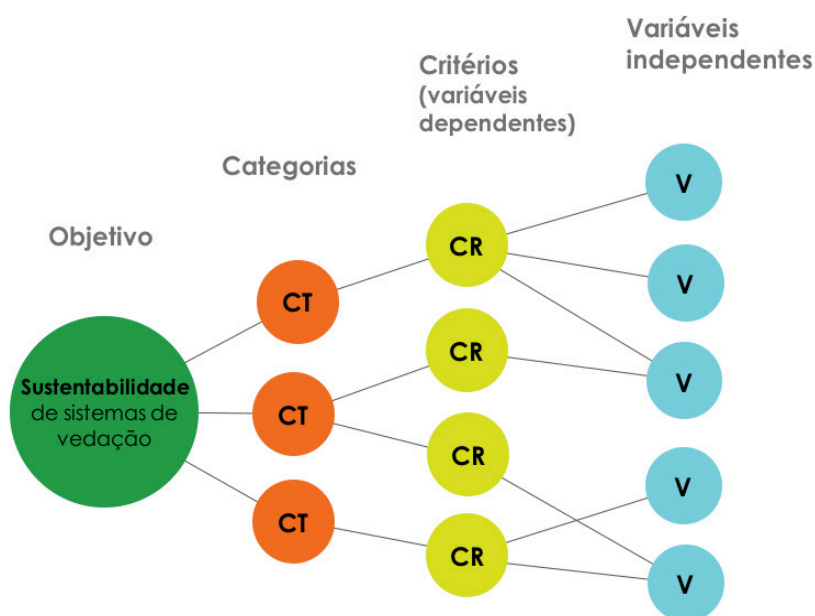 Objetivo
Categorias
Critérios
(variáveis
dependentes)
Variáveis
independentes
Sustentabilidade
de sistemas de
vedação
CT
CT
CT
CR
CR
CR
CR
V
V
V
V
V